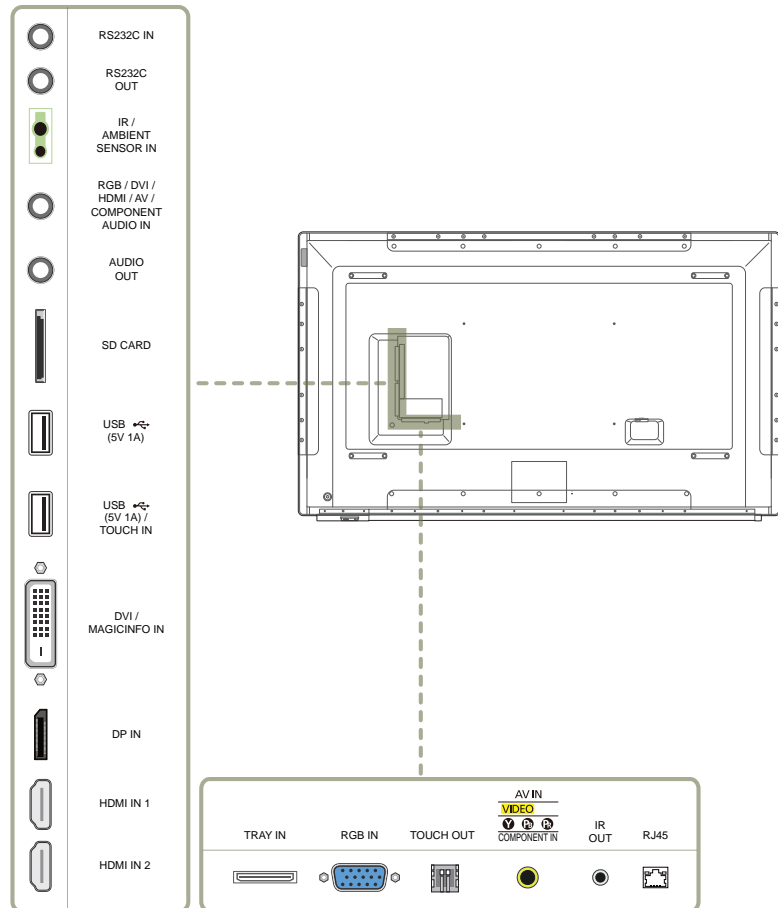 RS232C IN
RS232C
OUT
IR /
AMBIENT
SENSOR IN
RGB / DVI /
HDMI / AV /
COMPONENT
AUDIO IN
AUDIO
OUT
SD CARD
USB
(5V 1A)
USB
(5V 1A) /
TOUCH IN
DVI /
MAGICINFO IN
DP IN
HDMI IN 1
HDMI IN 2
TRAY IN
RGB IN
TOUCH OUT
AV IN
VIDEO
Y PB PR
COMPONENT IN
IR
OUT
RJ45